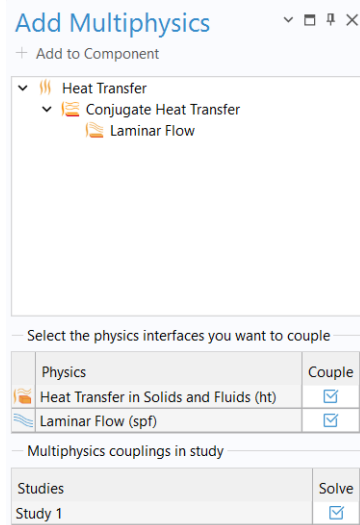 Add Multiphysics
+ Add to Component
Heat Transfer
Conjugate Heat Transfer
Laminar Flow
Select the physics interfaces you want to couple
Physics Couple
Heat Transfer in Solids and Fluids (ht)
Laminar Flow (spf)
Multiphysics couplings in study
Studies Solve
Study 1